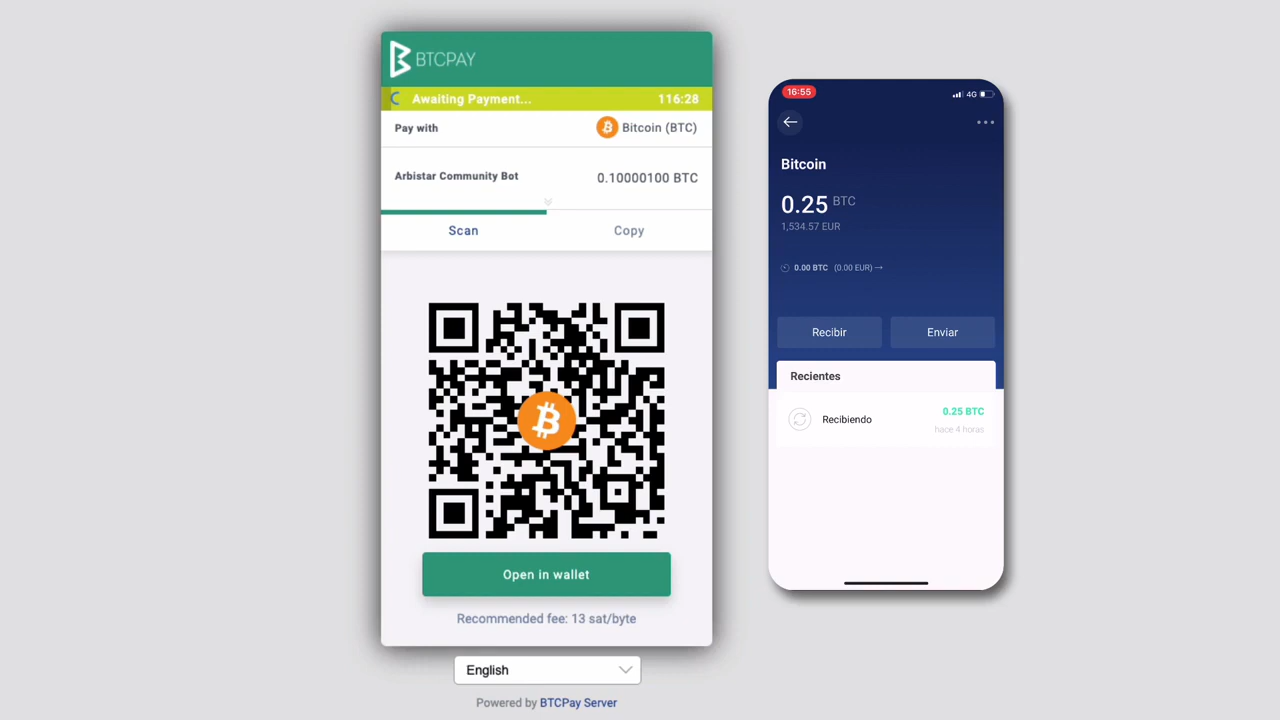 BTCPAY
Awaiting Payment... 116:28
Pay with Bitcoin (BTC)
Arbistar Community Bot 0.10000100 BTC
Scan Copy
Open in wallet
Recommended fee: 13 sat/byte
English
Powered by BTCPay Server
16:55 4G
Bitcoin
0.25 BTC
1,534.57 EUR
0.00 BTC (0.00 EUR) →
Recibir Enviar
Recientes
Recibiendo 0.25 BTC
hace 4 horas